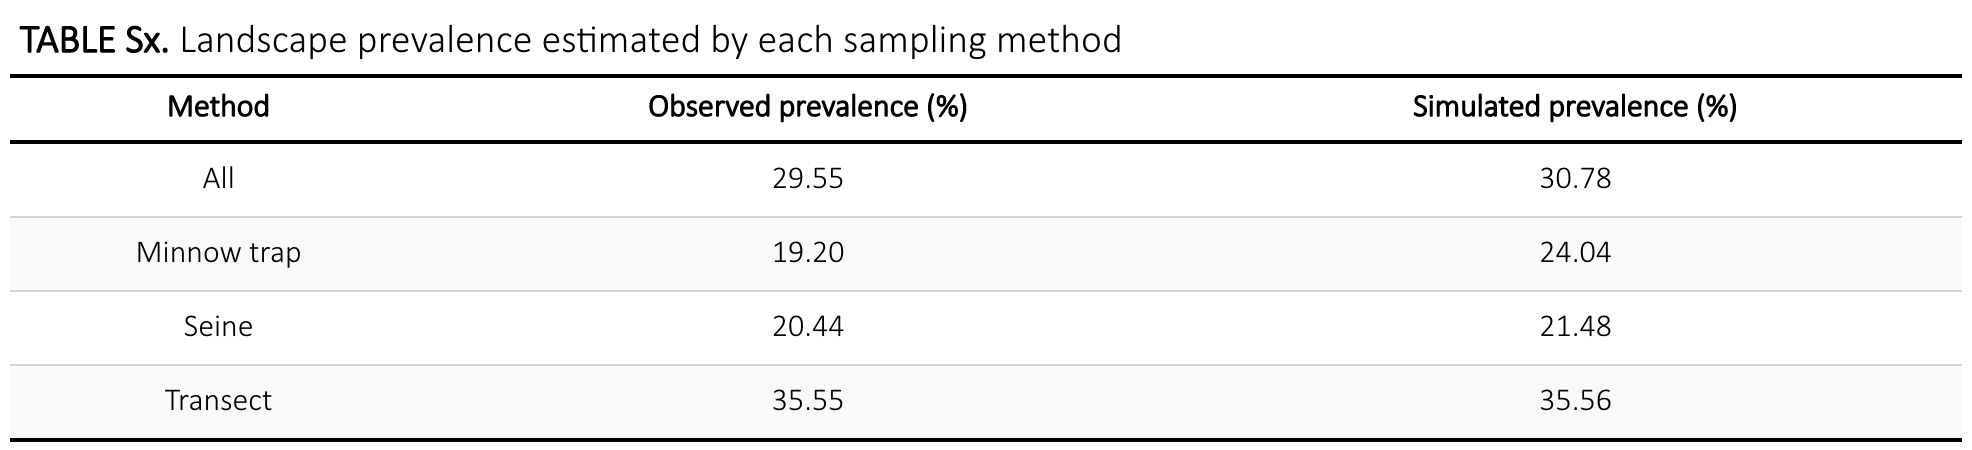 TABLE Sx. Landscape prevalence estimated by each sampling method
Method Observed prevalence (%) Simulated prevalence (%)
All 29.55 30.78
Minnow trap 19.20 24.04
Seine 20.44 21.48
Transect 35.55 35.56